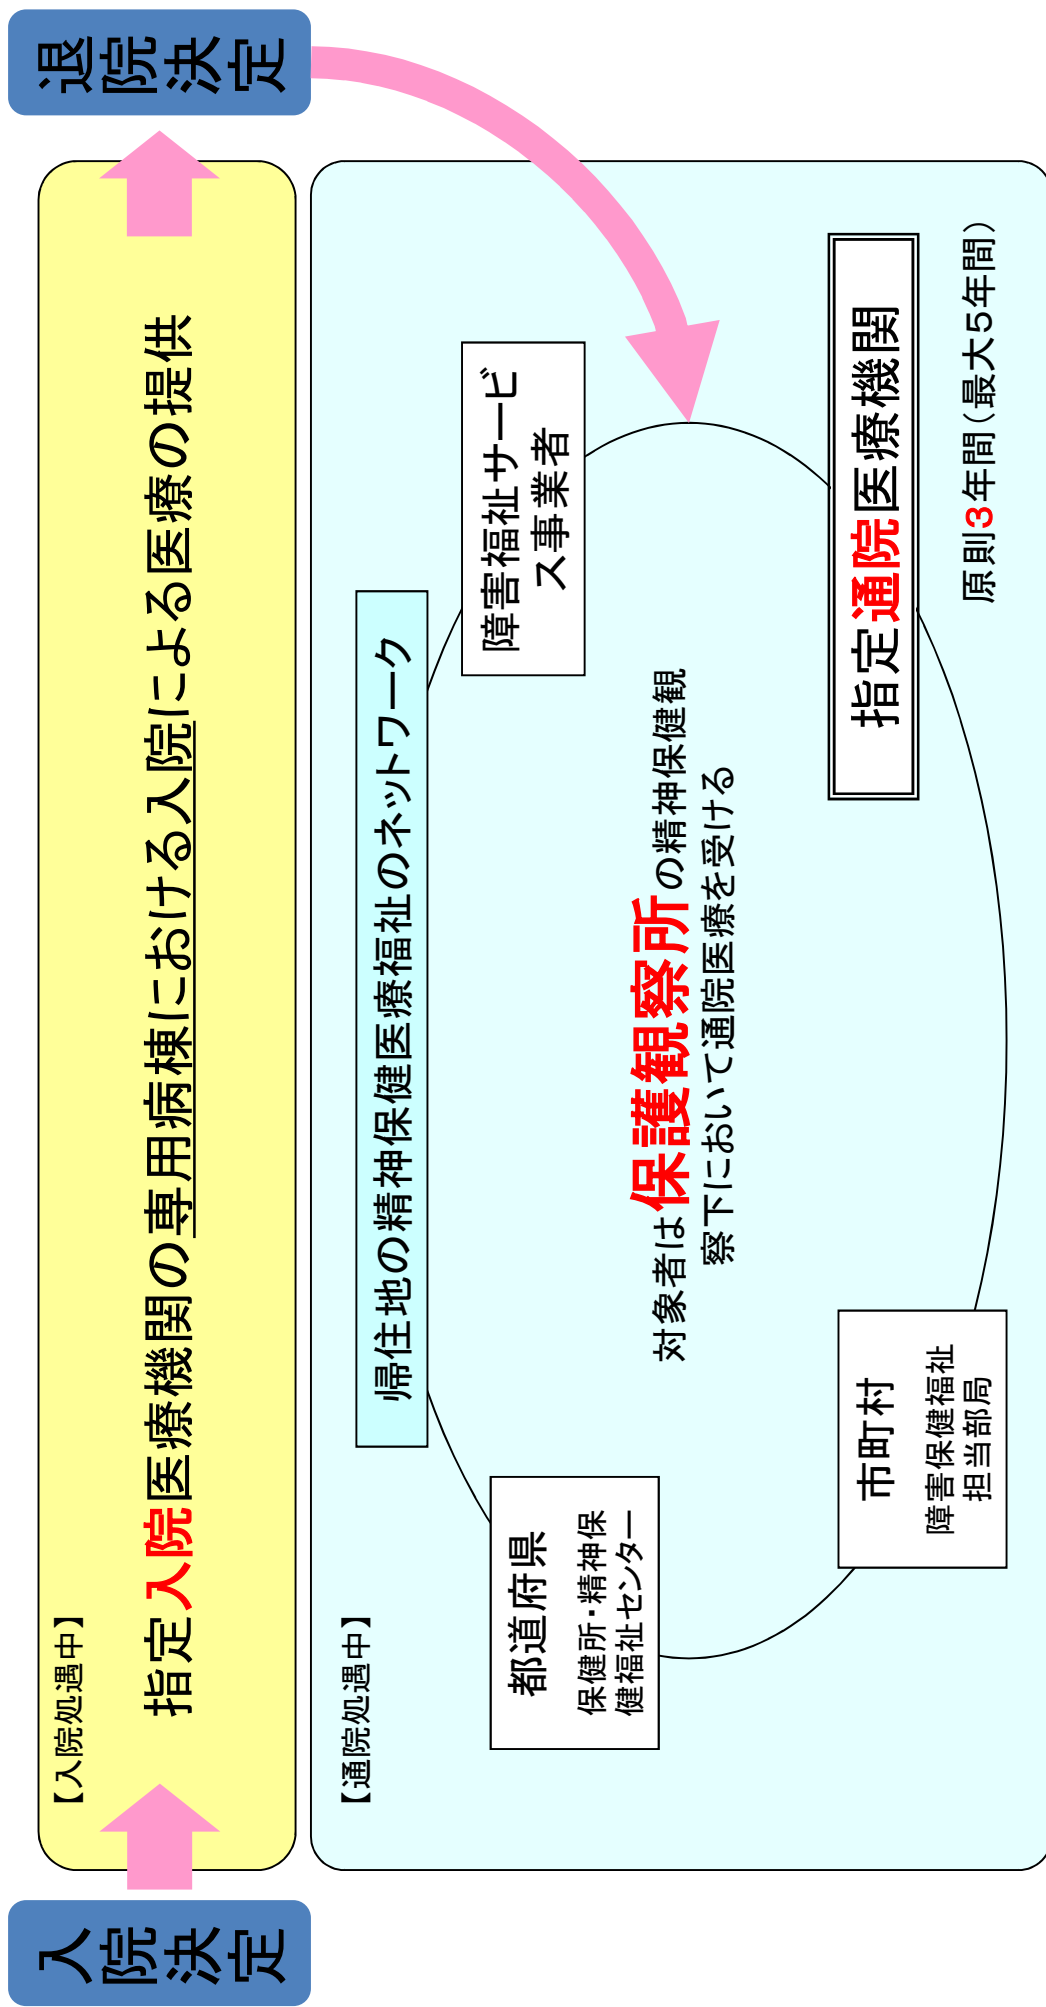 入院
決定
【入院処遇中】
指定入院医療機関の専用病棟における入院による医療の提供
退院
決定
【通院処遇中】
帰住地の精神保健医療福祉のネットワーク
都道府県
保健所・精神保
健福祉センター
障害福祉サービ
ス事業者
対象者は保護観察所の精神保健観
察下において通院医療を受ける
市町村
障害保健福祉
担当部局
指定通院医療機関
原則3年間（最大5年間）